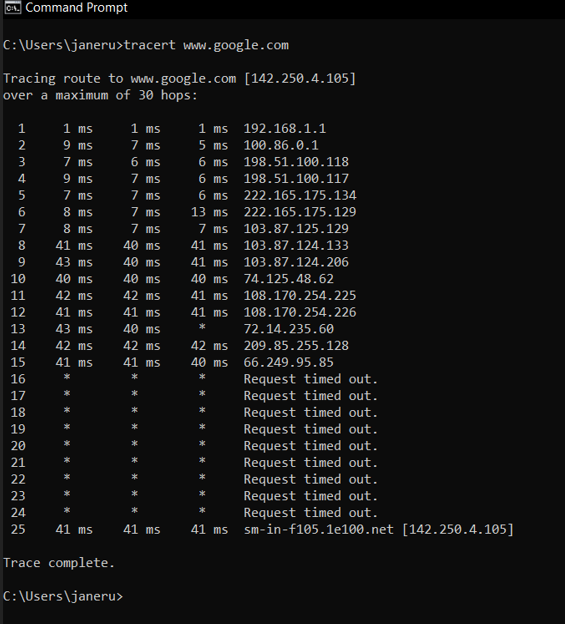 Command Prompt
C:\Users\janeru>tracert www.google.com
Tracing route to www.google.com [142.250.4.105]
over a maximum of 30 hops:
1 1 ms 1 ms 1 ms 192.168.1.1
2 9 ms 7 ms 5 ms 100.86.0.1
3 7 ms 6 ms 6 ms 198.51.100.118
4 9 ms 7 ms 6 ms 198.51.100.117
5 7 ms 7 ms 6 ms 222.165.175.134
6 8 ms 7 ms 13 ms 222.165.175.129
7 8 ms 7 ms 7 ms 103.87.125.129
8 41 ms 40 ms 41 ms 103.87.124.133
9 43 ms 40 ms 41 ms 103.87.124.206
10 40 ms 40 ms 40 ms 74.125.48.62
11 42 ms 42 ms 41 ms 108.170.254.225
12 41 ms 41 ms 41 ms 108.170.254.226
13 43 ms 40 ms * 72.14.235.60
14 42 ms 42 ms 42 ms 209.85.255.128
15 41 ms 41 ms 40 ms 66.249.95.85
16 * * * Request timed out.
17 * * * Request timed out.
18 * * * Request timed out.
19 * * * Request timed out.
20 * * * Request timed out.
21 * * * Request timed out.
22 * * * Request timed out.
23 * * * Request timed out.
24 * * * Request timed out.
25 41 ms 41 ms 41 ms sm-in-f105.1e100.net [142.250.4.105]
Trace complete.
C:\Users\janeru>